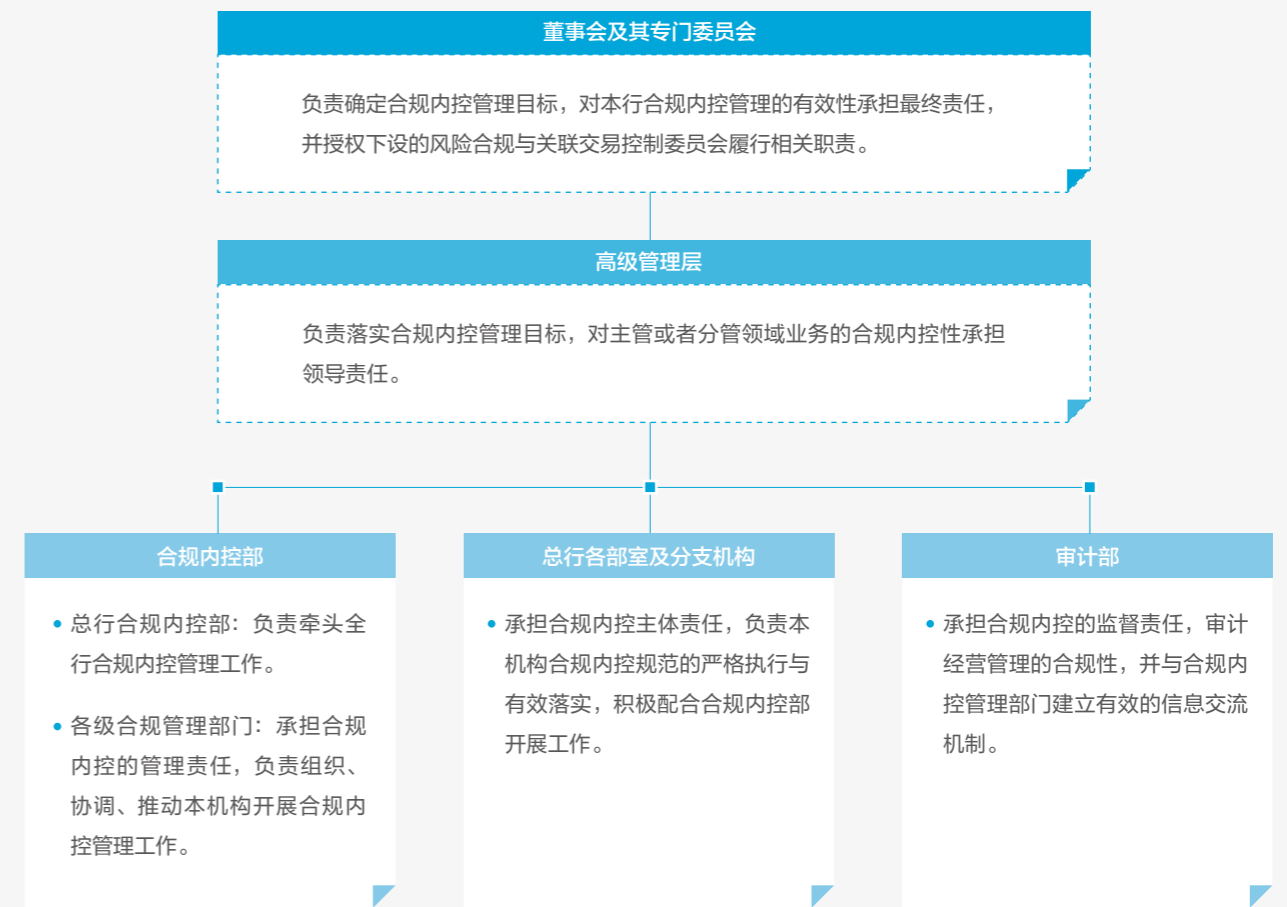 董事会及其专门委员会
负责确定合规内控管理目标，对本行合规内控管理的有效性承担最终责任，
并授权下设的风险合规与关联交易控制委员会履行相关职责。
高级管理层
负责落实合规内控管理目标，对主管或者分管领域业务的合规内控性承担
领导责任。
合规内控部
• 总行合规内控部：负责牵头全
行合规内控管理工作。
• 各级合规管理部门：承担合规
内控的管理责任，负责组织、
协调、推动本机构开展合规内
控管理工作。
总行各部室及分支机构
• 承担合规内控主体责任，负责本
机构合规内控规范的严格执行与
有效落实，积极配合合规内控部
开展工作。
审计部
• 承担合规内控的监督责任，审计
经营管理的合规性，并与合规内
控管理部门建立有效的信息交流
机制。